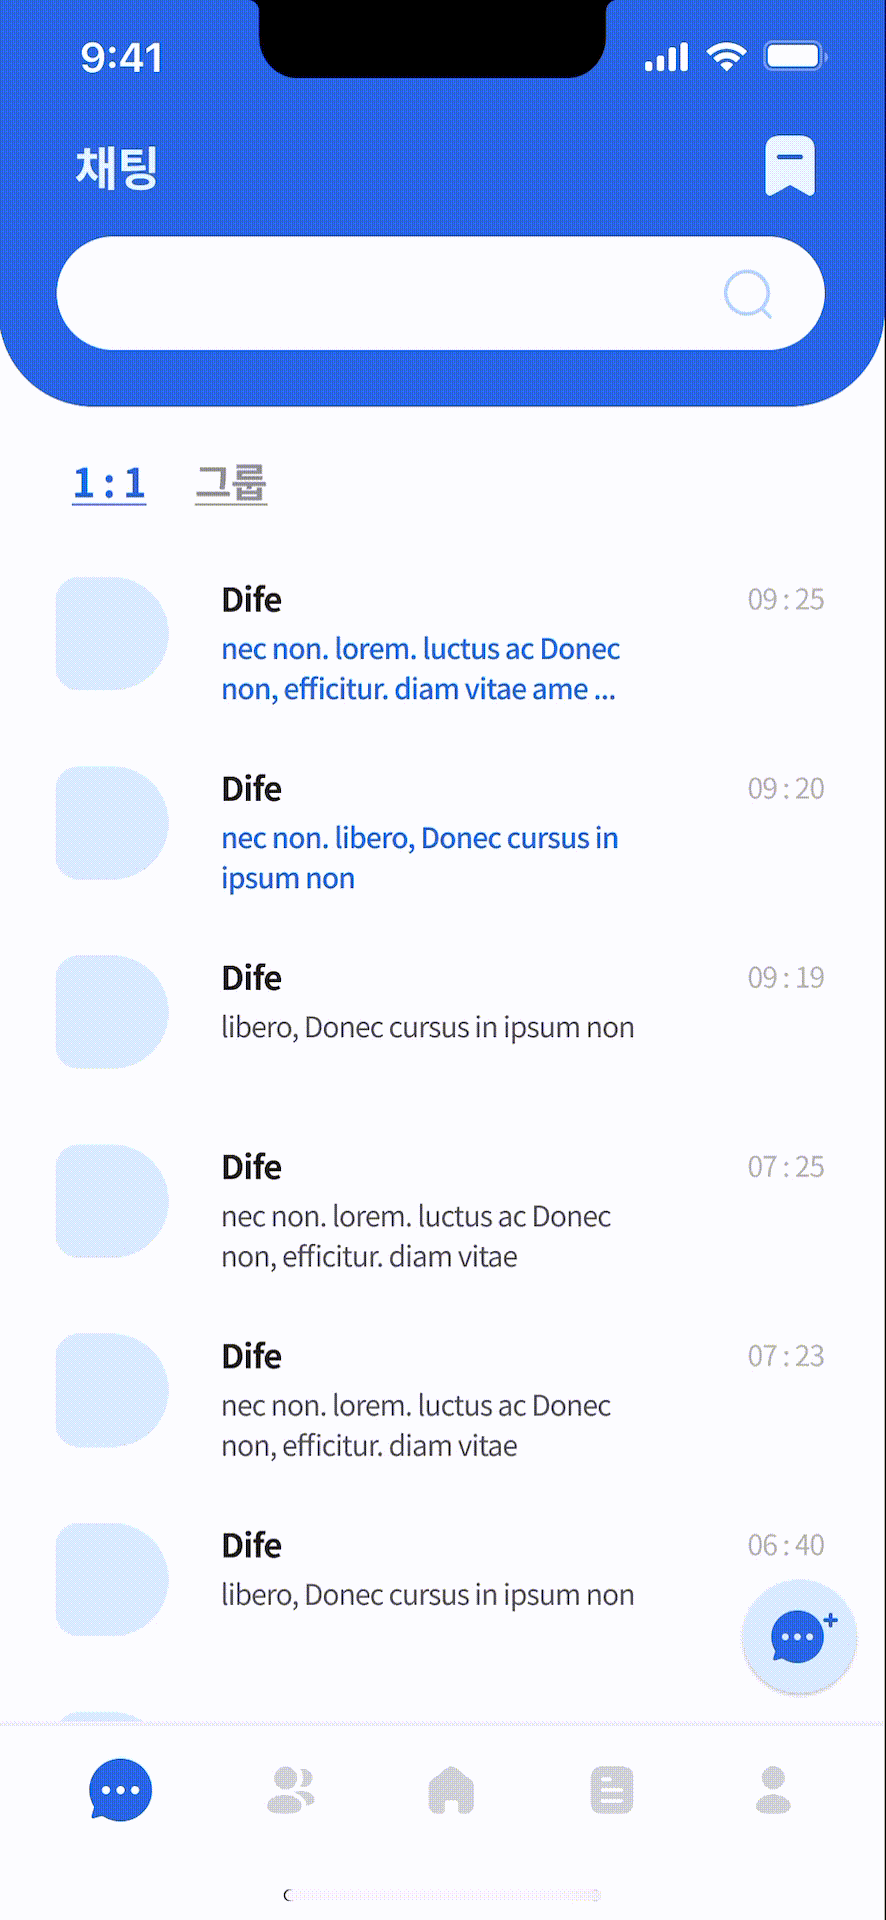 9:41
채팅
1:1 그룹
Dife 09:25
nec non. lorem. luctus ac Donec
non, efficitur. diam vitae ame ...
Dife 09:20
nec non. libero, Donec cursus in
ipsum non
Dife 09:19
libero, Donec cursus in ipsum non
Dife 07:25
nec non. lorem. luctus ac Donec
non, efficitur. diam vitae
Dife 07:23
nec non. lorem. luctus ac Donec
non, efficitur. diam vitae
Dife 06:40
libero, Donec cursus in ipsum non